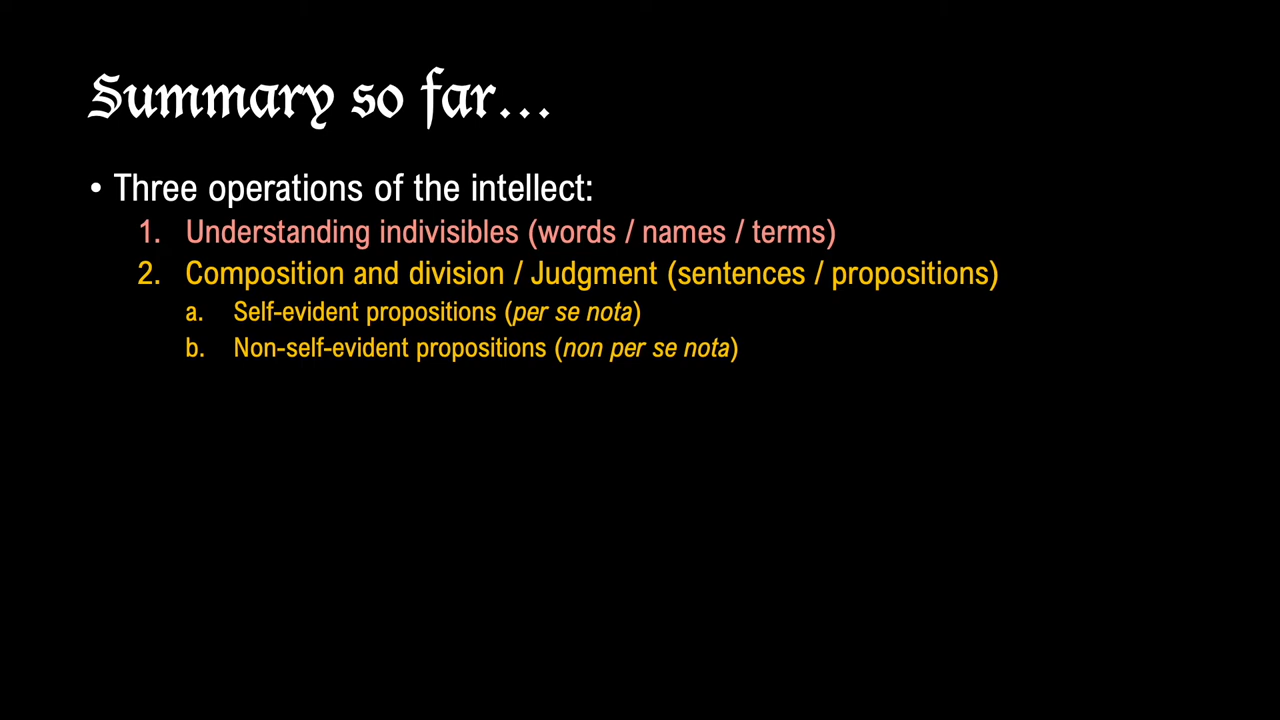 Summary so far...
• Three operations of the intellect:
1. Understanding indivisibles (words / names / terms)
2. Composition and division / Judgment (sentences / propositions)
a. Self-evident propositions (per se nota)
b. Non-self-evident propositions (non per se nota)